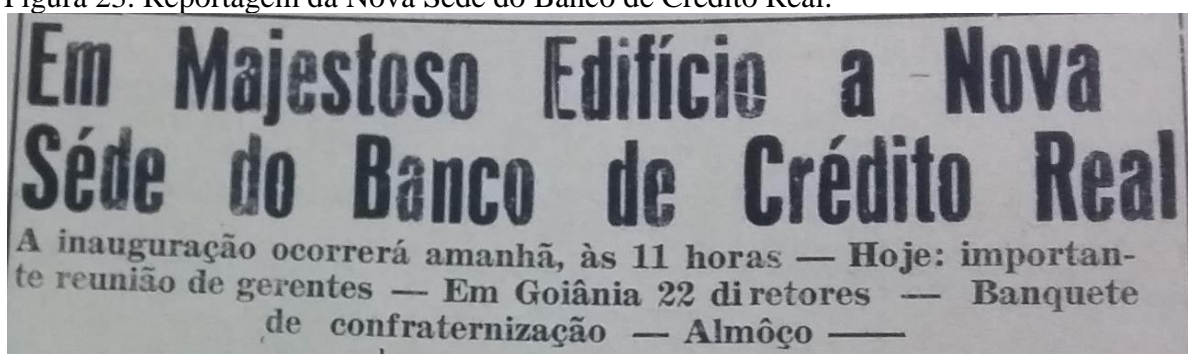 Figura 23: Reportagem da Nova Sede do Banco de Crédito Real.
Em Majestoso Edifício a Nova
Séde do Banco de Crédito Real
A inauguração ocorrerá amanhã, às 11 horas — Hoje: importan-
te reunião de gerentes — Em Goiânia 22 diretores — Banquete
de confraternização — Almôço —